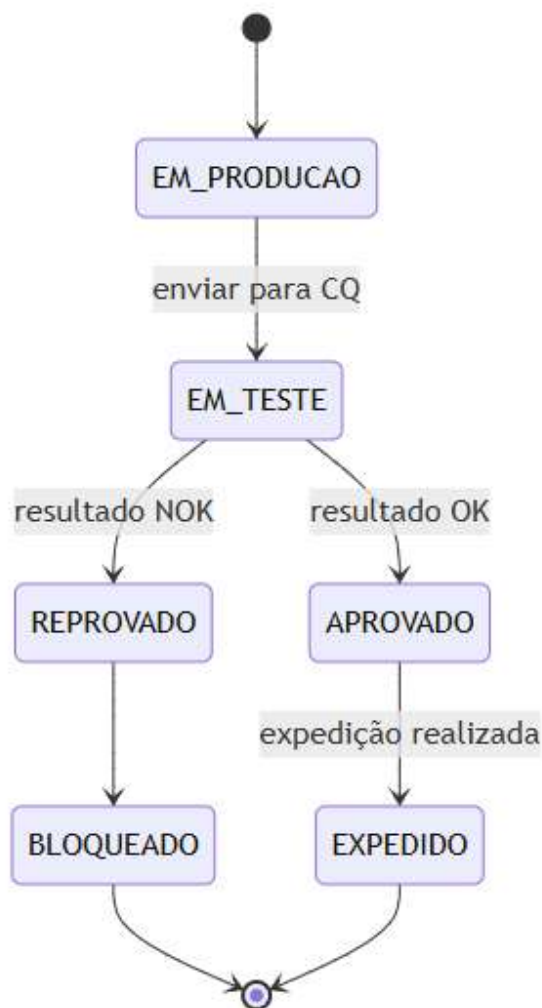 EM_PRODUCAO
enviar para CQ
EM_TESTE
resultado NOK
resultado OK
REPROVADO
APROVADO
expedição realizada
BLOQUEADO
EXPEDIDO